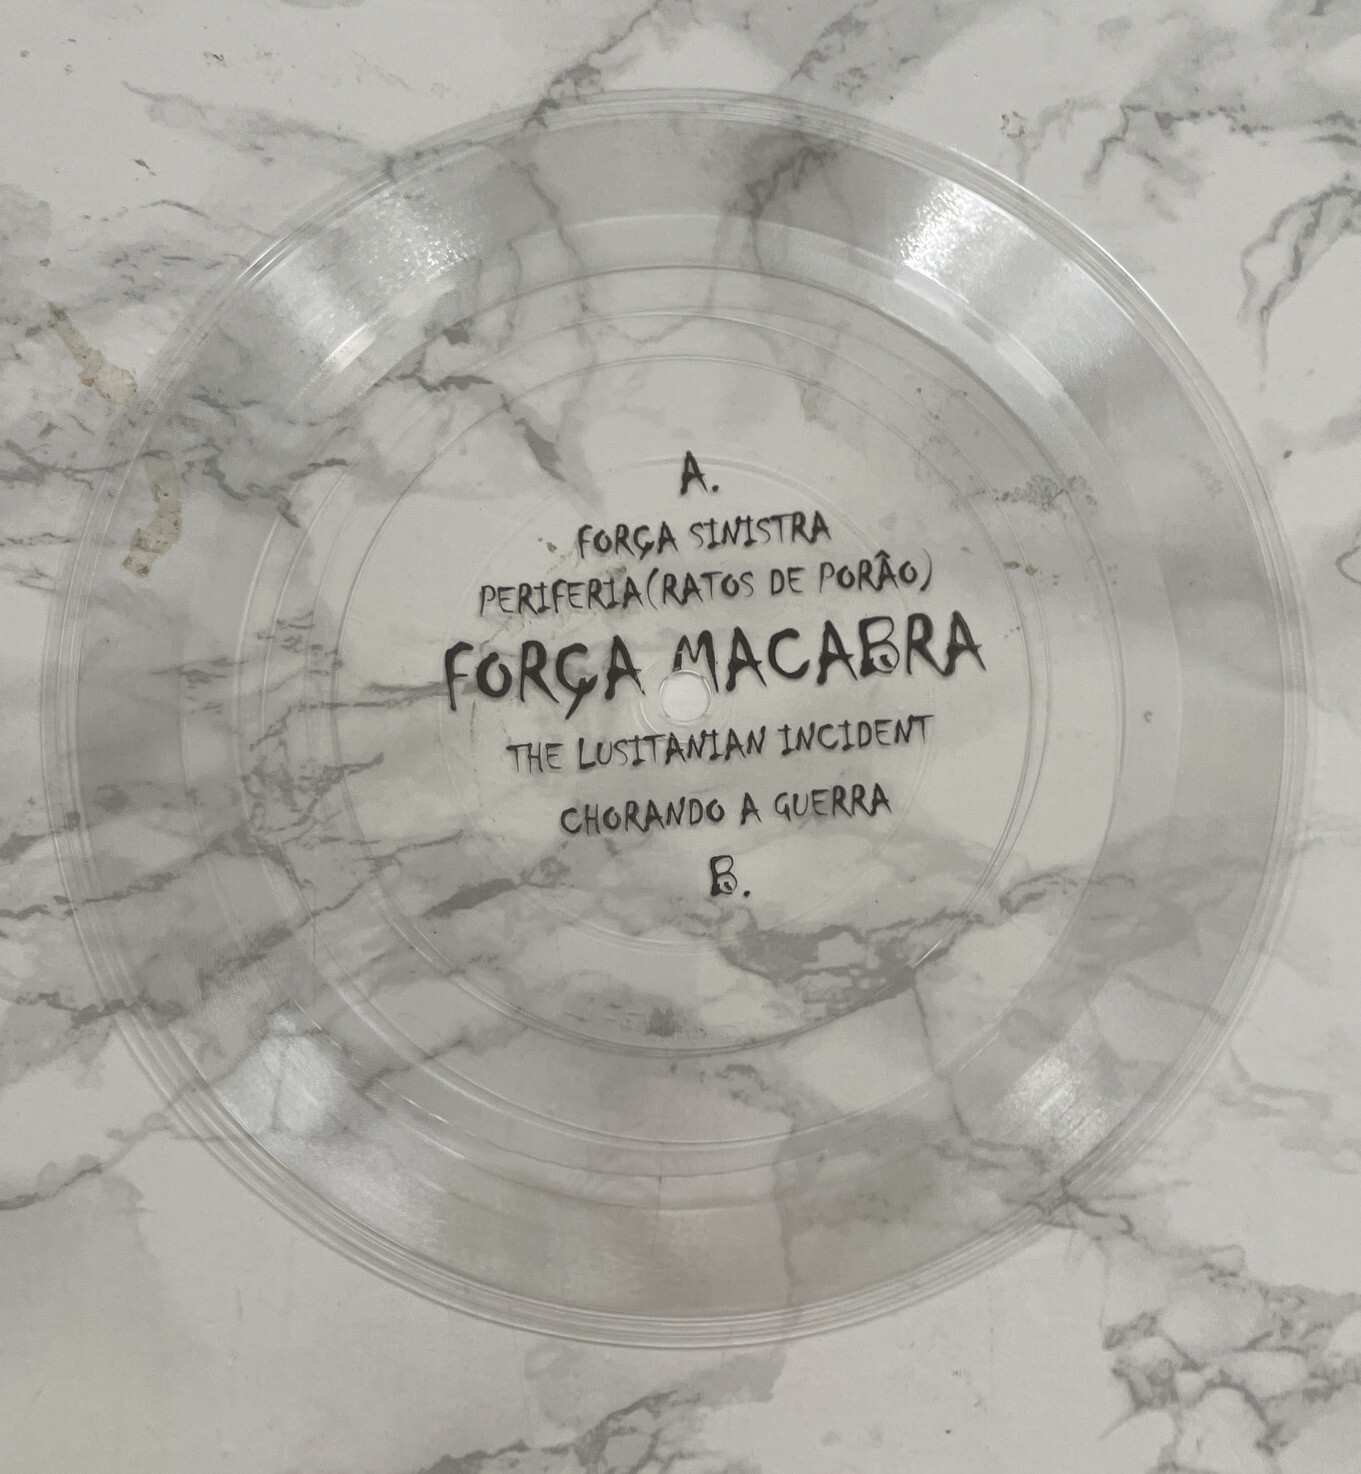 A.
FORÇA SINISTRA
PERIFERIA (RATOS DE PORÂO)
FORÇA MACABRA
THE LUSITANIAN INCIDENT
CHORANDO A GUERRA
B.